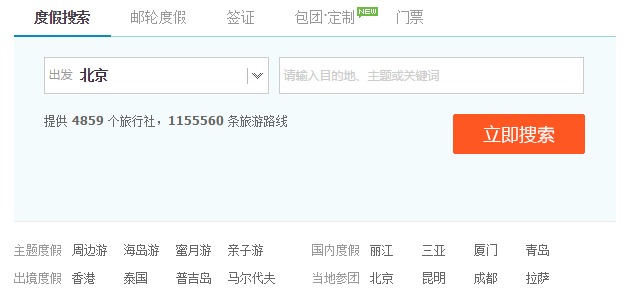 度假搜索 邮轮度假 签证 包团·定制 NEW 门票
出发 北京 请输入目的地、主题或关键词
提供 4859 个旅行社，1155560 条旅游路线
立即搜索
主题度假 周边游 海岛游 蜜月游 亲子游 国内度假 丽江 三亚 厦门 青岛
出境度假 香港 泰国 普吉岛 马尔代夫 当地参团 北京 昆明 成都 拉萨